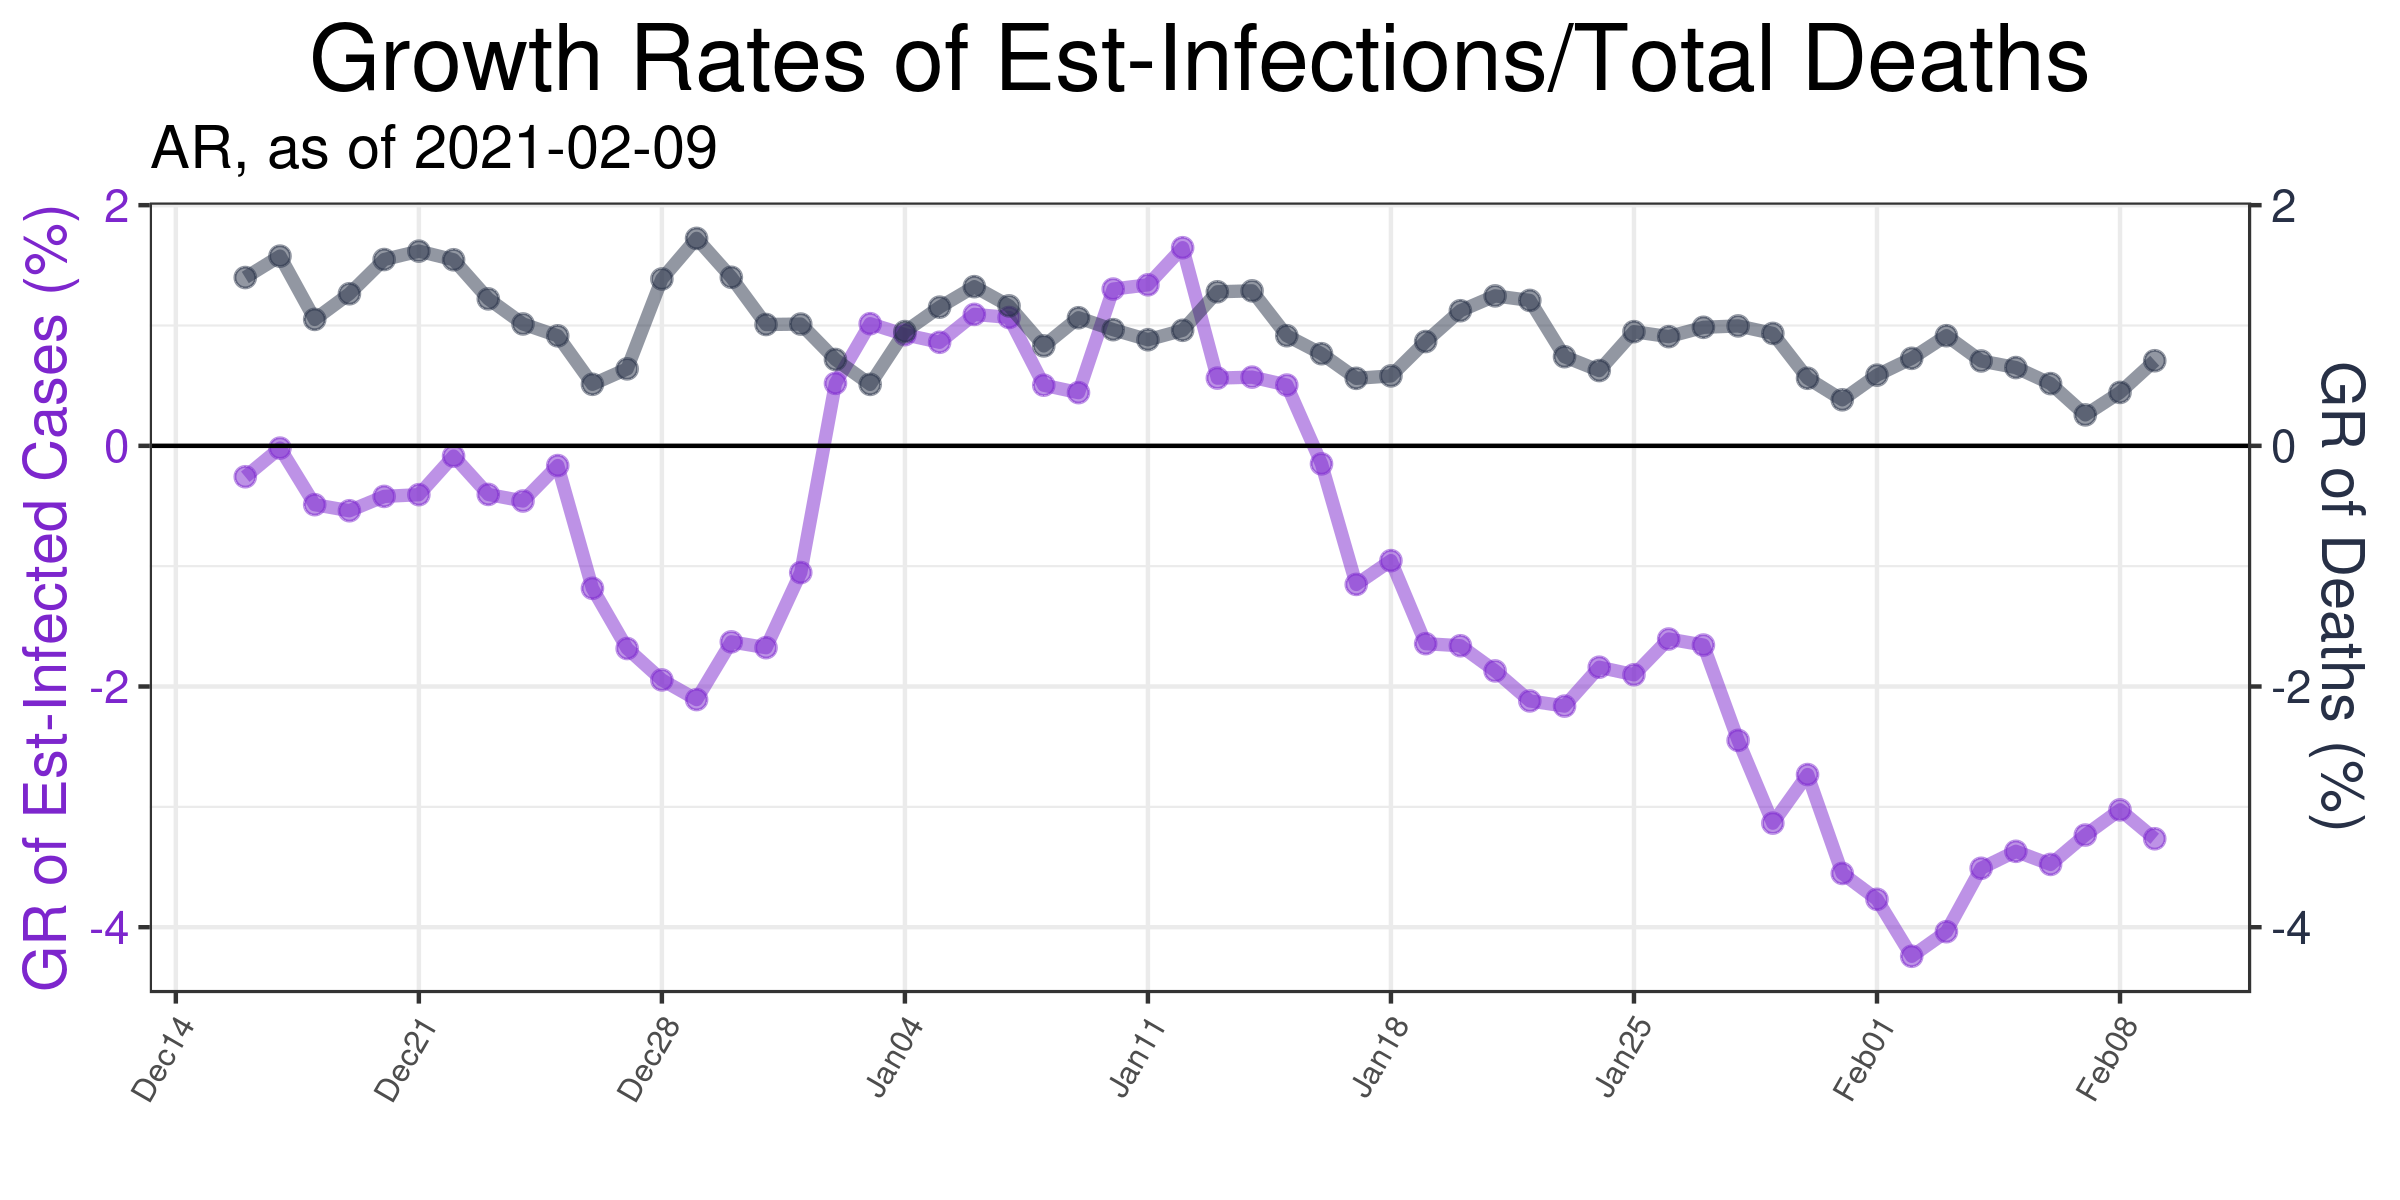 Growth Rates of Est-Infections/Total Deaths
AR, as of 2021-02-09
GR of Est-Infected Cases (%)
2
0
-2
-4
2
0
-2
-4
GR of Deaths (%)
Dec14
Dec21
Dec28
Jan04
Jan11
Jan18
Jan25
Feb01
Feb08